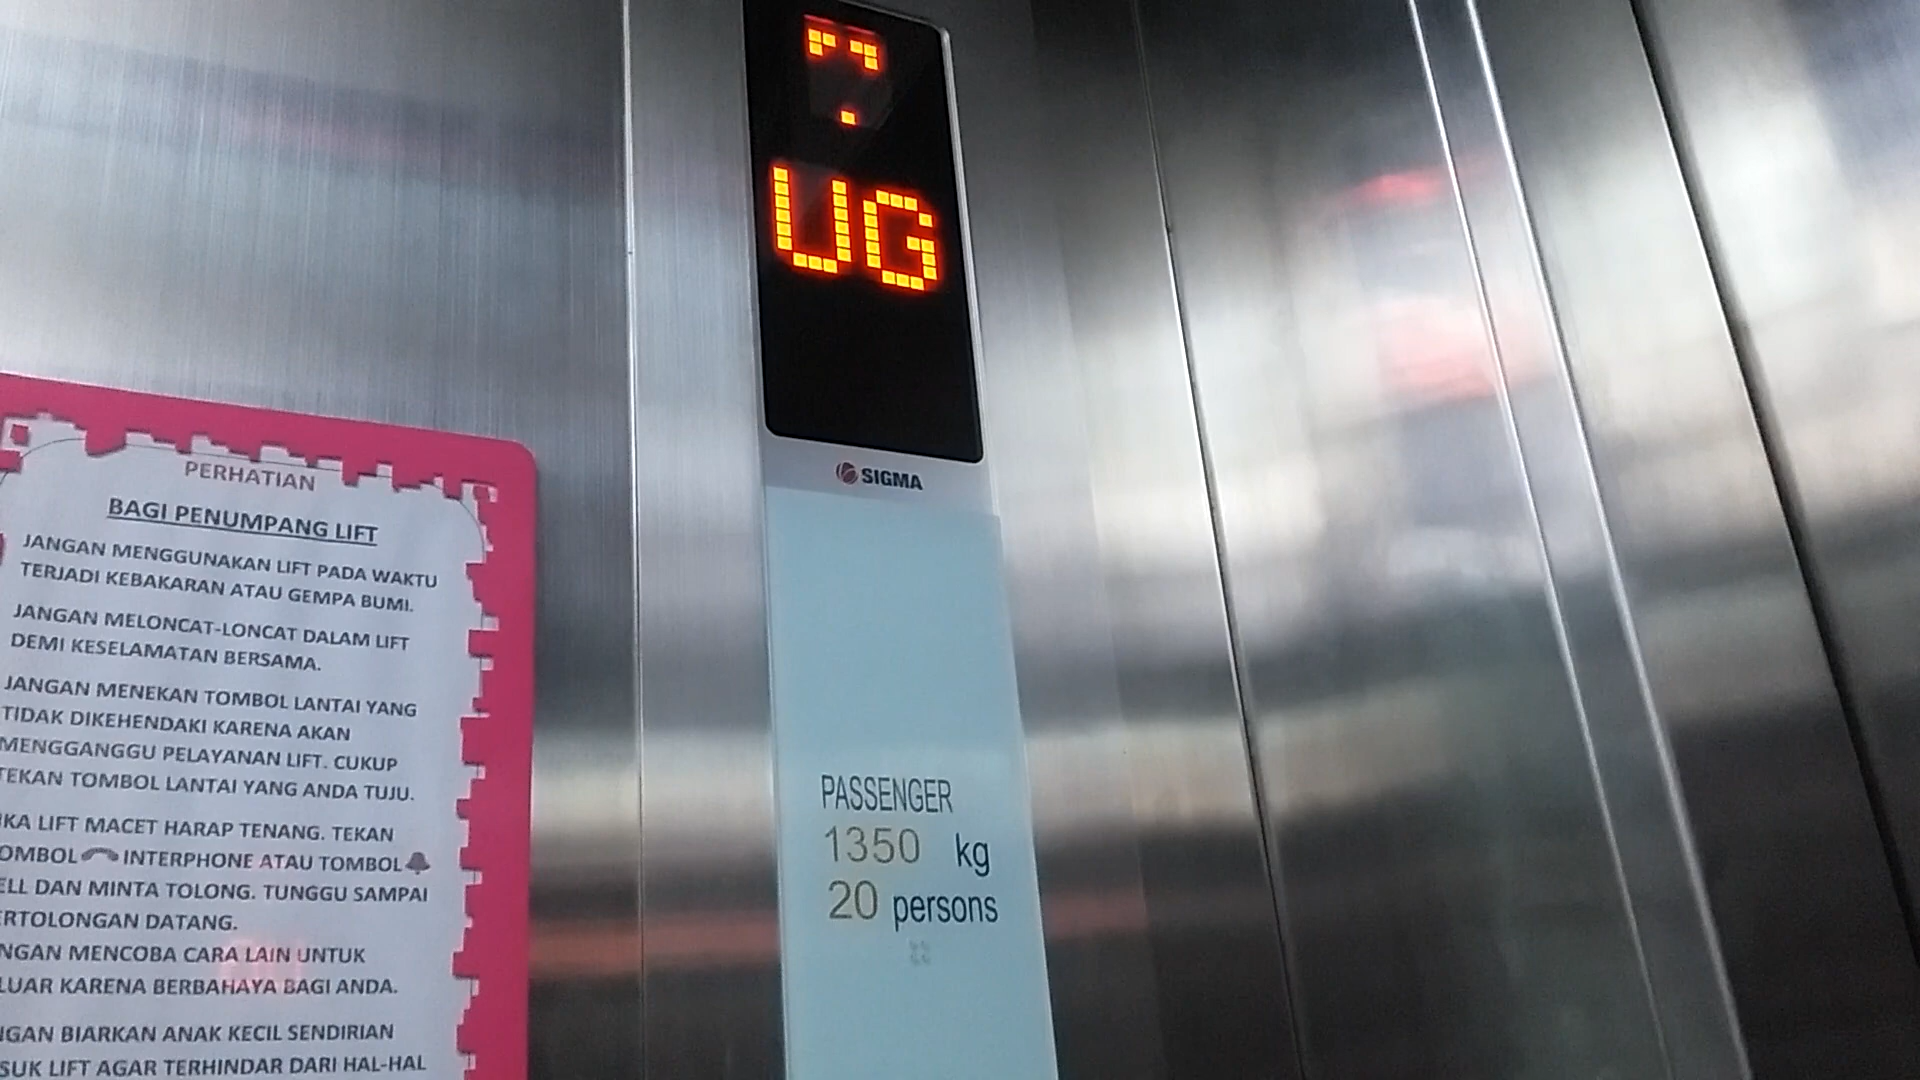 UG
SIGMA
PASSENGER
1350 kg
20 persons
PERHATIAN
BAGI PENUMPANG LIFT
JANGAN MENGGUNAKAN LIFT PADA WAKTU
TERJADI KEBAKARAN ATAU GEMPA BUMI.
JANGAN MELONCAT-LONCAT DALAM LIFT
DEMI KESELAMATAN BERSAMA.
JANGAN MENEKAN TOMBOL LANTAI YANG
TIDAK DIKEHENDAKI KARENA AKAN
MENGGANGGU PELAYANAN LIFT. CUKUP
TEKAN TOMBOL LANTAI YANG ANDA TUJU.
IKA LIFT MACET HARAP TENANG. TEKAN
OMBOL INTERPHONE ATAU TOMBOL
ELL DAN MINTA TOLONG. TUNGGU SAMPAI
ERTOLONGAN DATANG.
NGAN MENCOBA CARA LAIN UNTUK
LUAR KARENA BERBAHAYA BAGI ANDA.
NGAN BIARKAN ANAK KECIL SENDIRIAN
SUK LIFT AGAR TERHINDAR DARI HAL-HAL